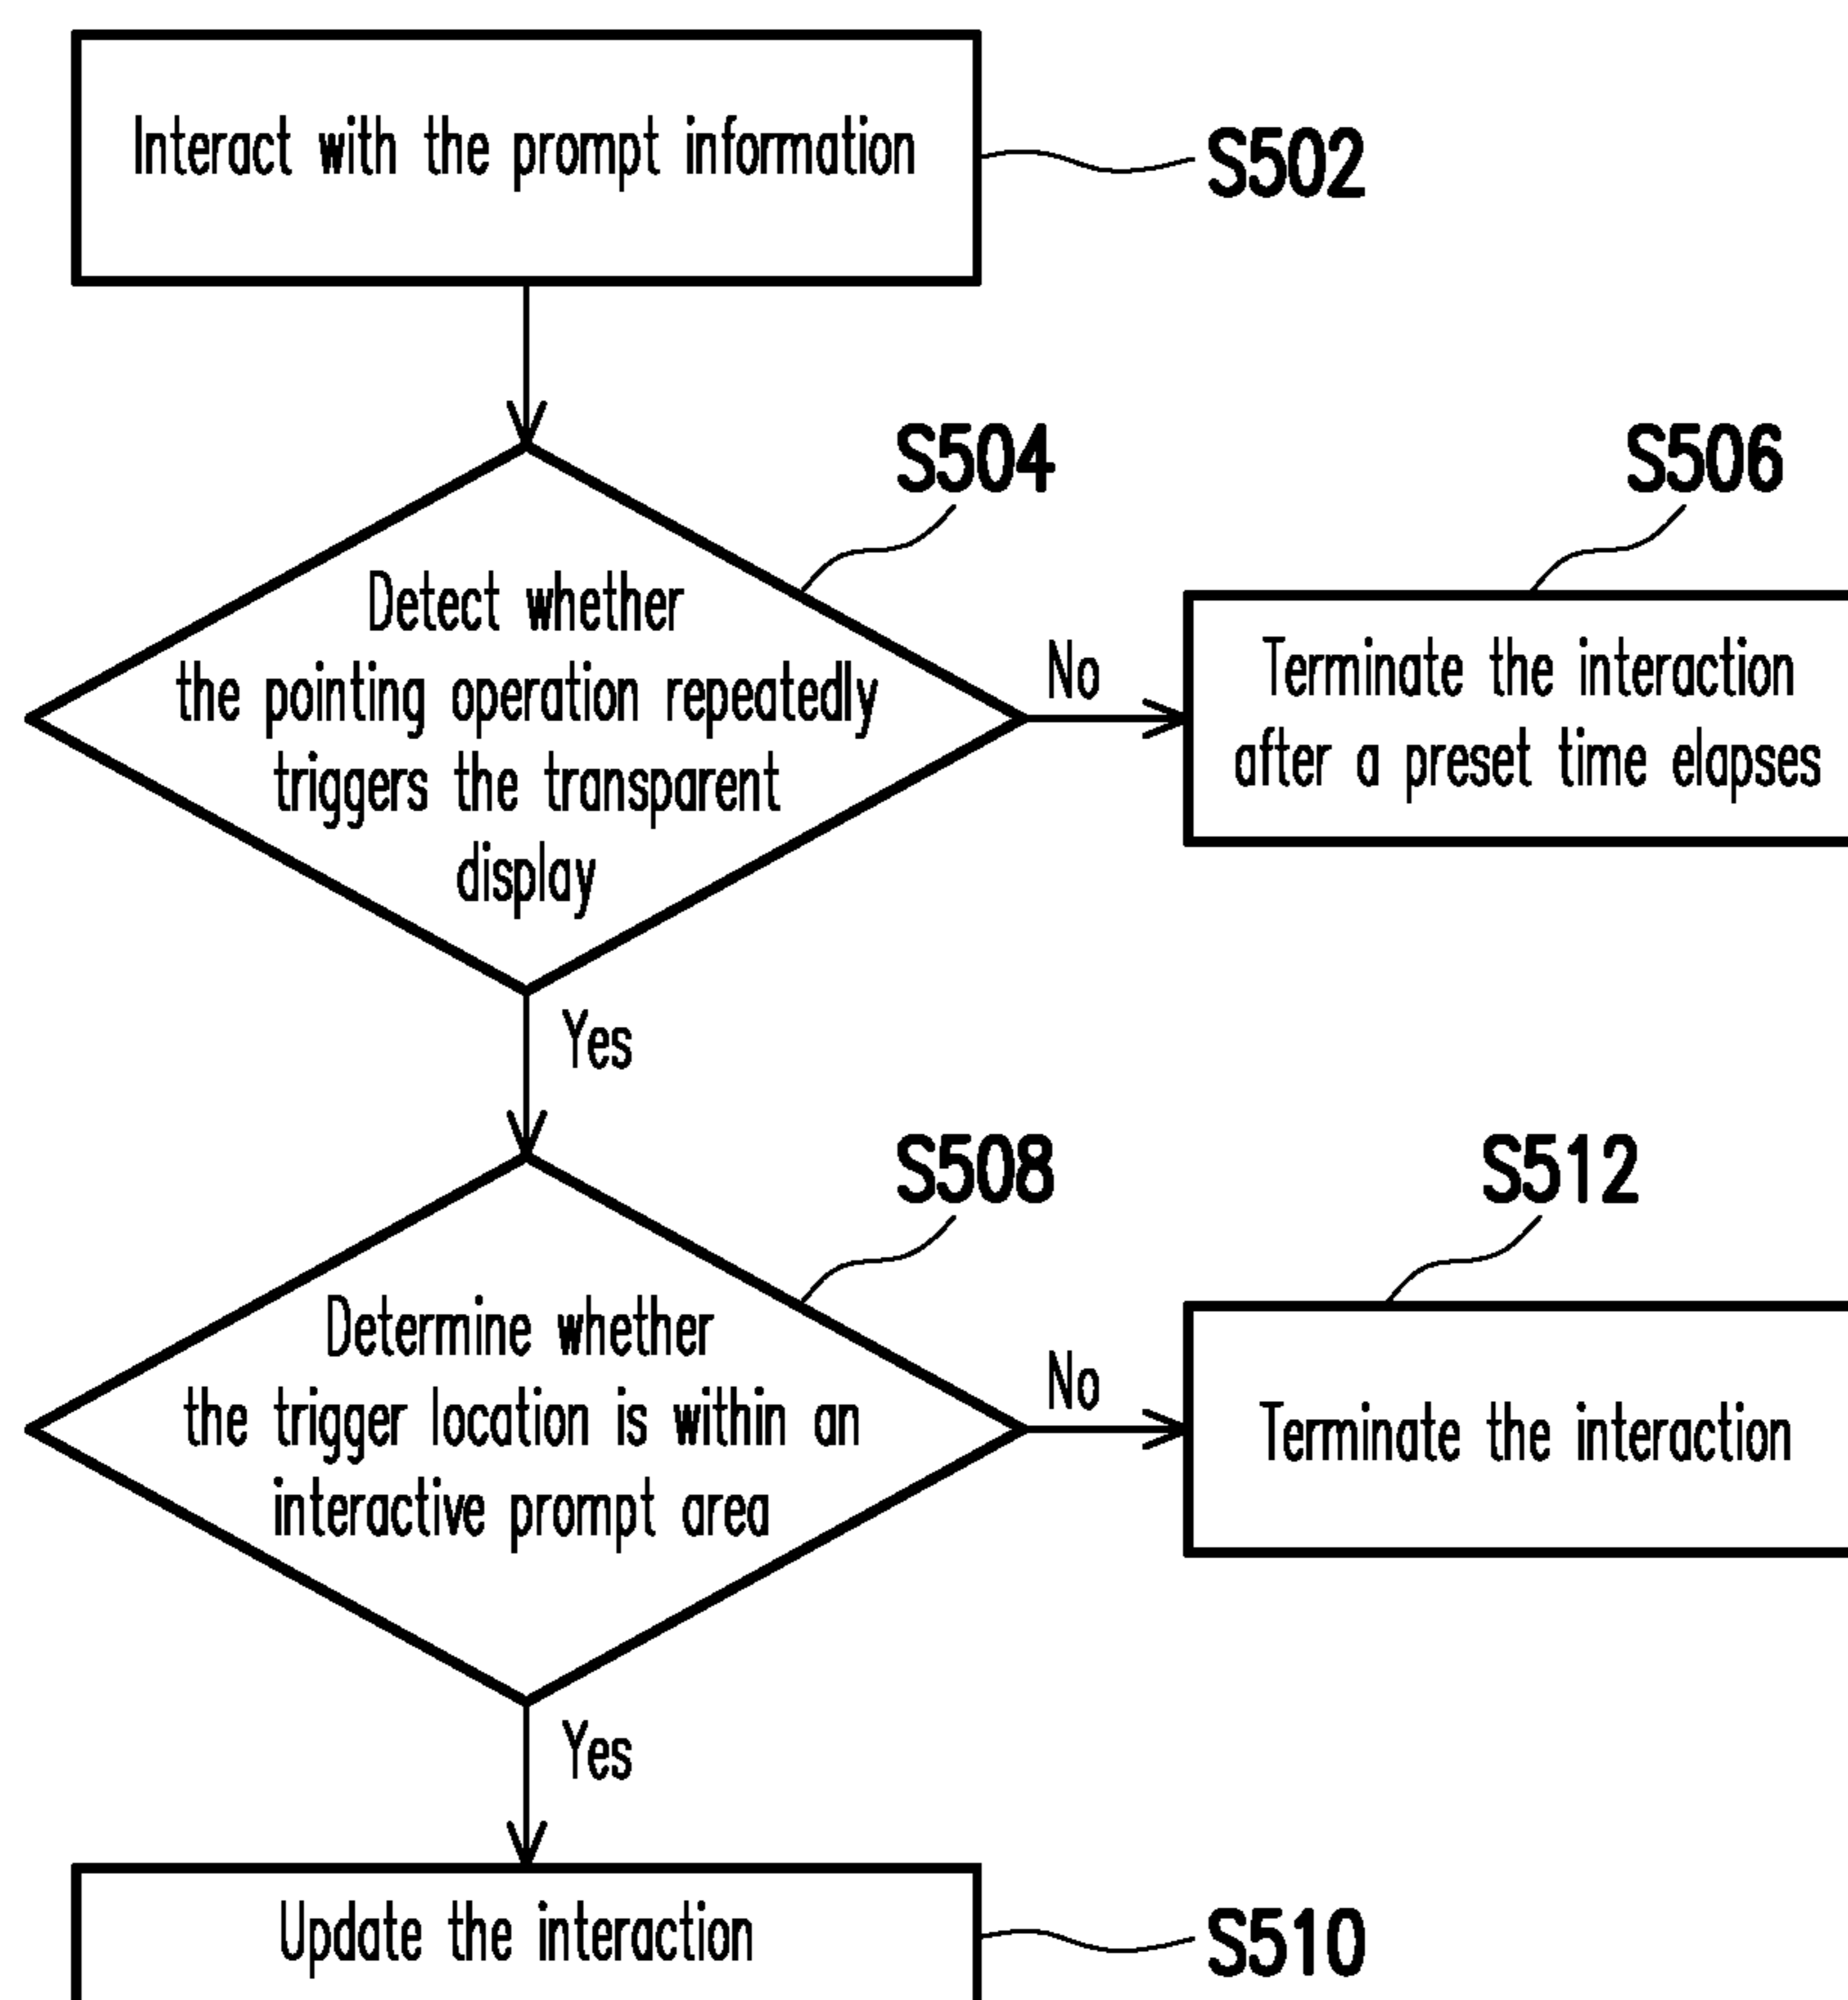 Interact with the prompt information
S502
S504
S506
Detect whether
the pointing operation repeatedly
triggers the transparent
display
No
Terminate the interaction
after a preset time elapses
Yes
S508
S512
Determine whether
the trigger location is within an
interactive prompt area
No
Terminate the interaction
Yes
Update the interaction
S510